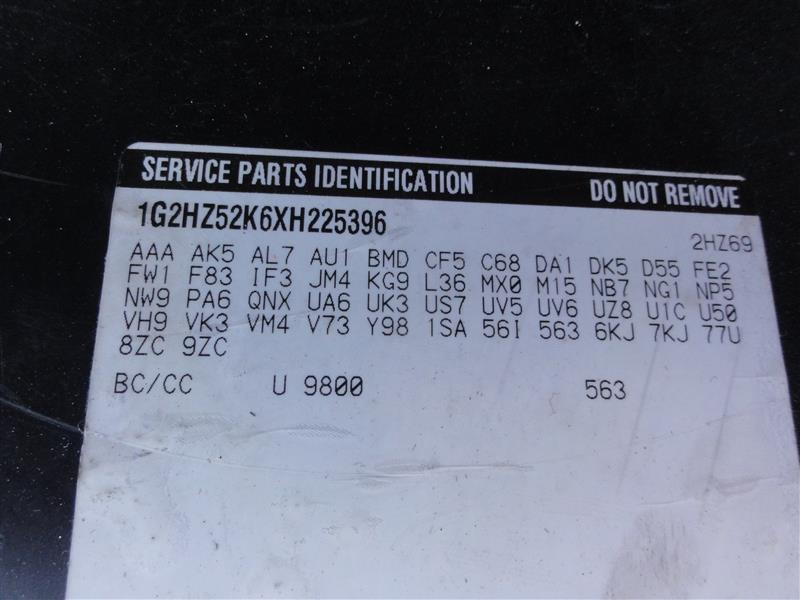 SERVICE PARTS IDENTIFICATION DO NOT REMOVE
1G2HZ52K6XH225396 2HZ69
AAA AK5 AL7 AU1 BMD CF5 C68 DA1 DK5 D55 FE2
FW1 F83 IF3 JM4 KG9 L36 MX0 M15 NB7 NG1 NP5
NW9 PA6 QNX UA6 UK3 US7 UV5 UV6 UZ8 U1C U50
VH9 VK3 VM4 V73 Y98 1SA 56I 563 6KJ 7KJ 77U
8ZC 9ZC
BC/CC U 9800 563